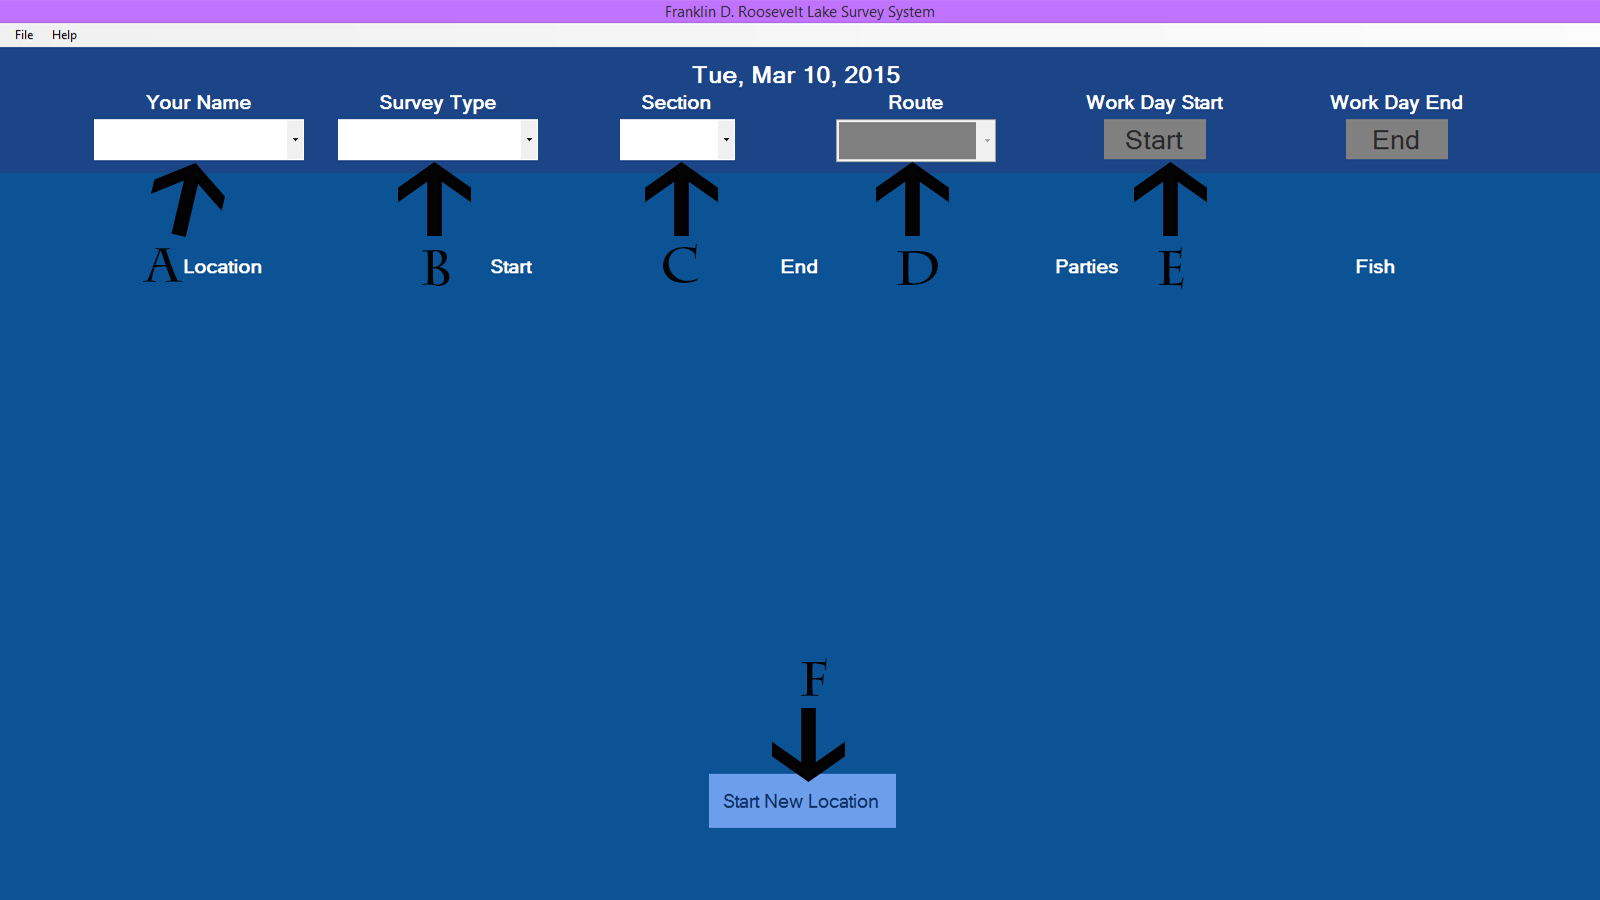 Franklin D. Roosevelt Lake Survey System
File Help
Tue, Mar 10, 2015
Your Name Survey Type Section Route Work Day Start Work Day End
Start End
A Location B Start C End D Parties E Fish
F
Start New Location